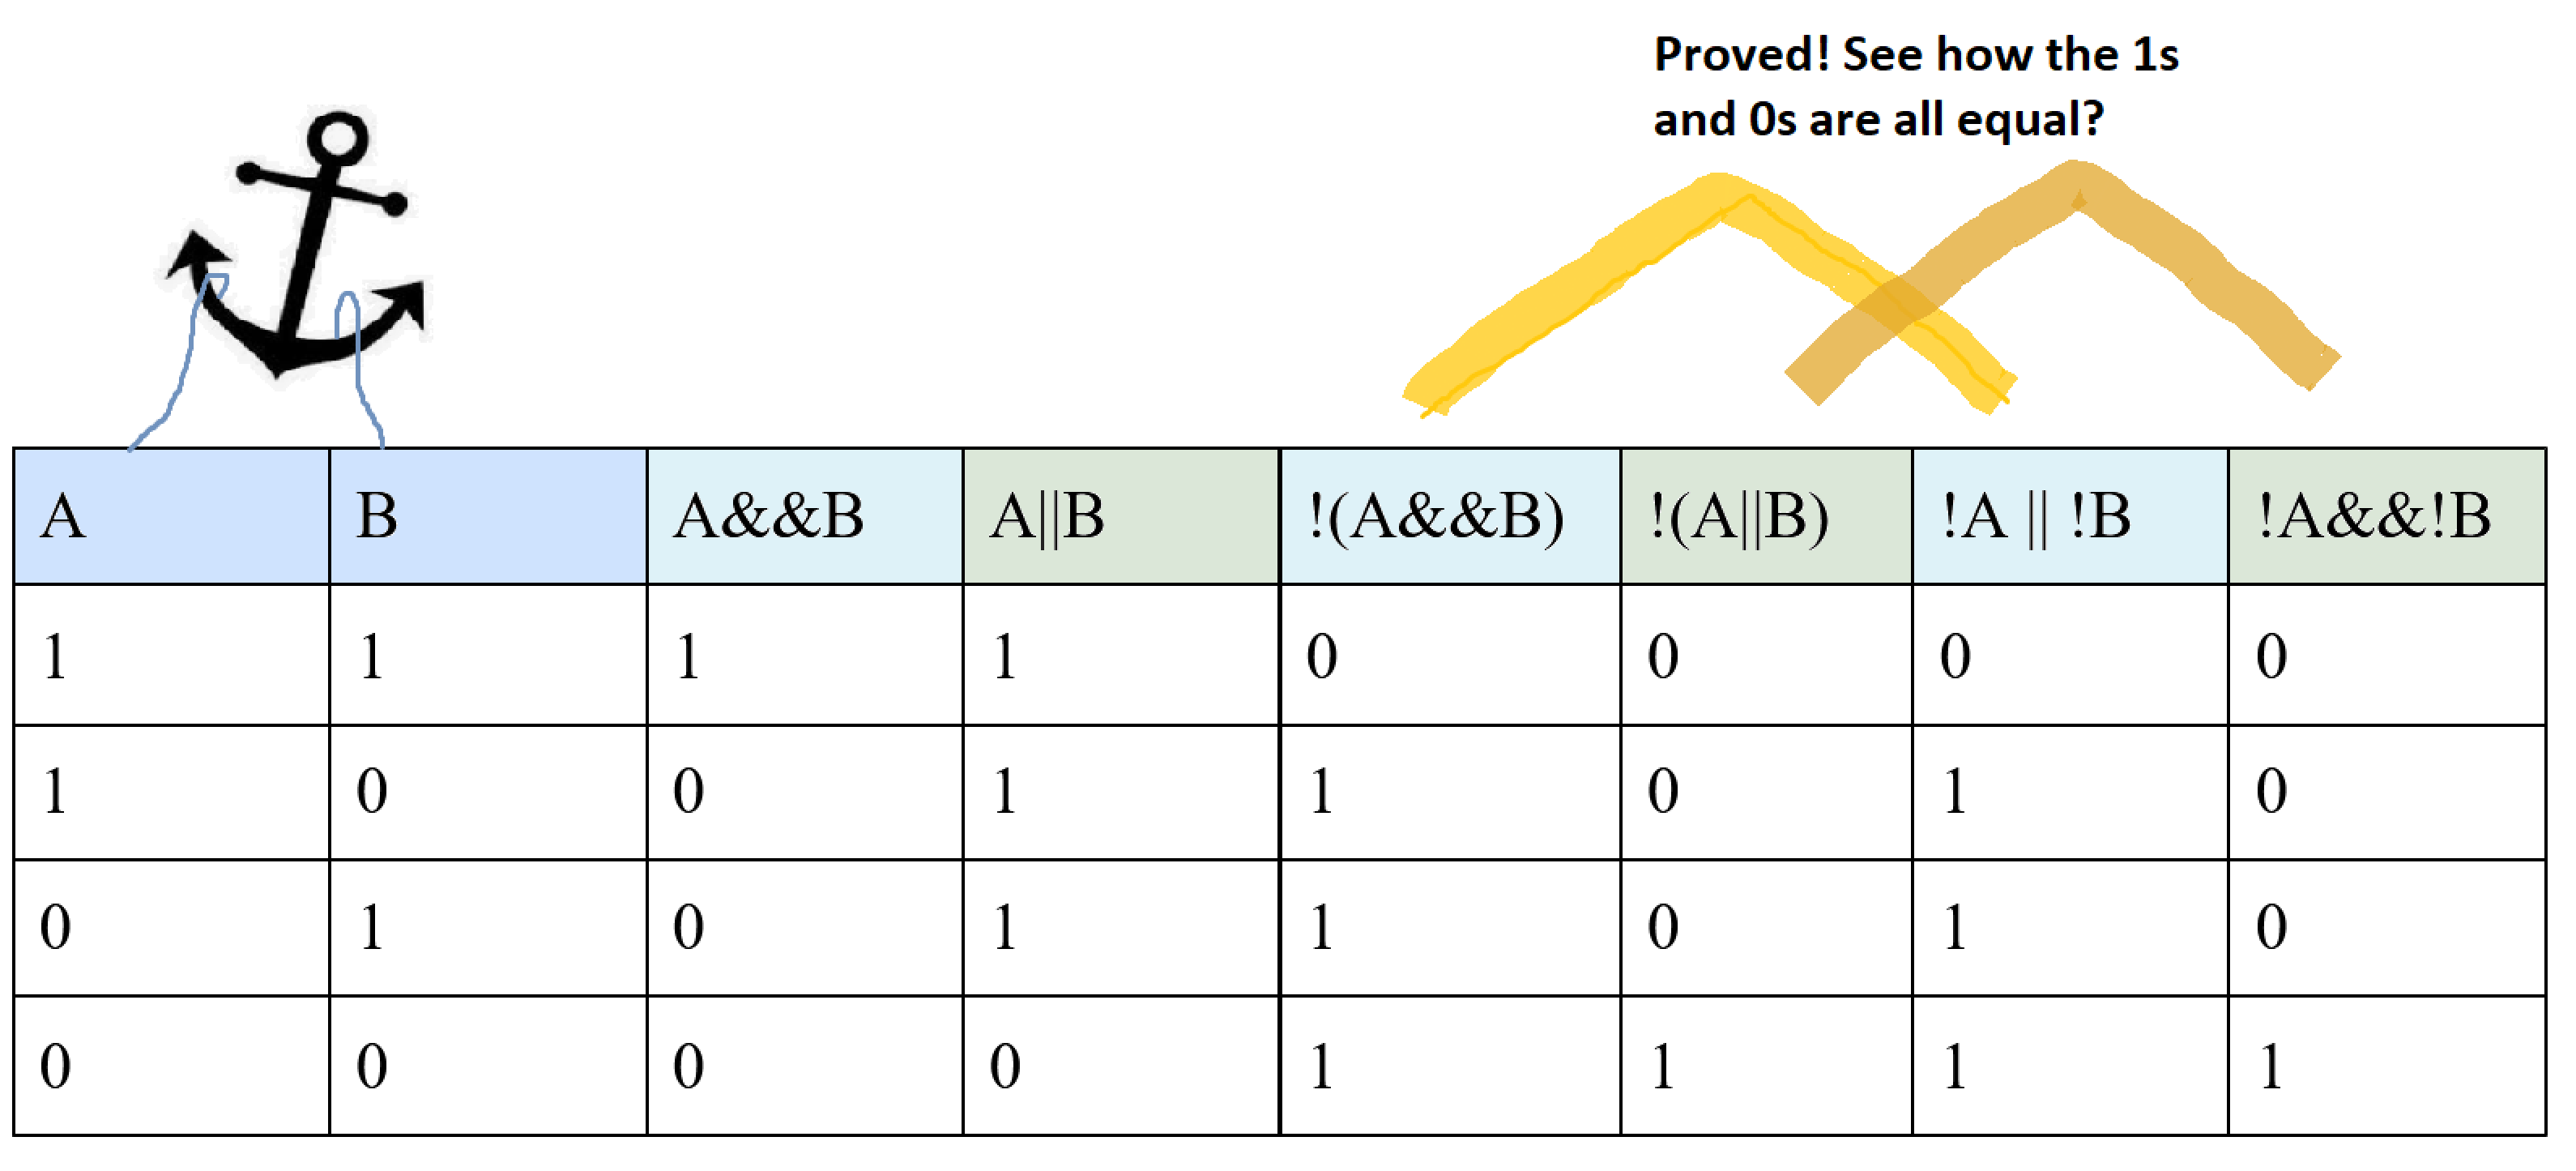 Proved! See how the 1s
and 0s are all equal?
A B A&&B A||B !(A&&B) !(A||B) !A || !B !A&&!B
1 1 1 1 0 0 0 0
1 0 0 1 1 0 1 0
0 1 0 1 1 0 1 0
0 0 0 0 1 1 1 1